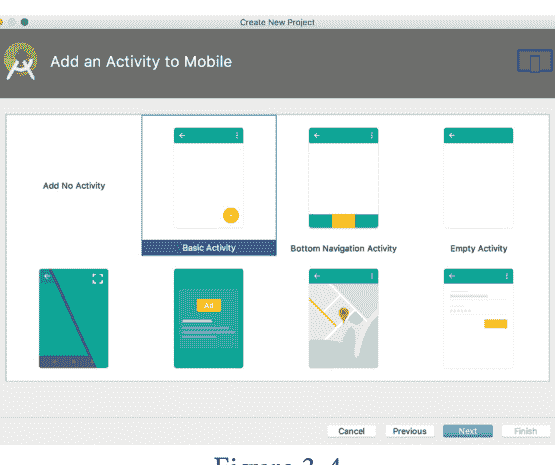 Create New Project
Add an Activity to Mobile
Add No Activity
Basic Activity
Bottom Navigation Activity
Empty Activity
Ad
Cancel
Previous
Next
Finish